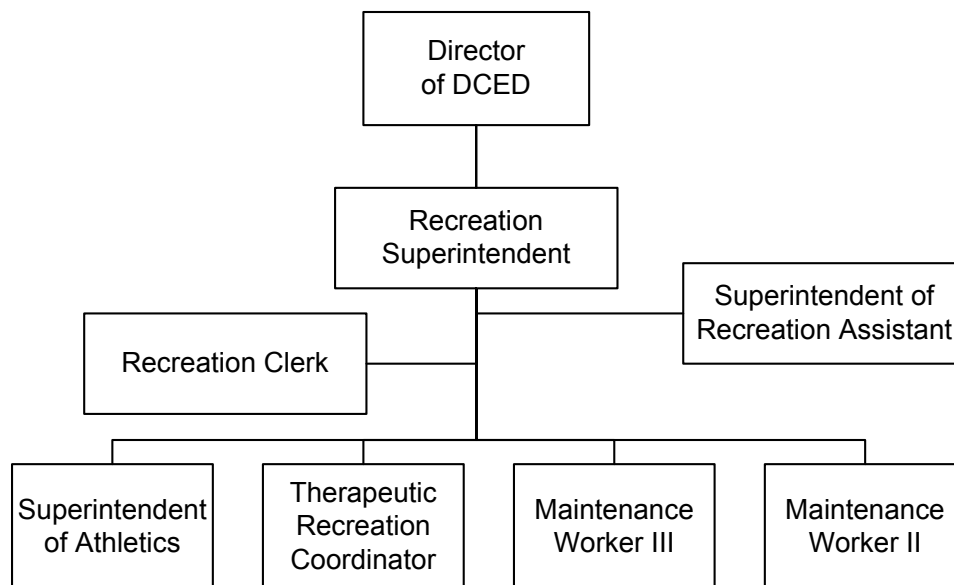 Director
of DCED
Recreation
Superintendent
Superintendent of
Recreation Assistant
Recreation Clerk
Superintendent
of Athletics
Therapeutic
Recreation
Coordinator
Maintenance
Worker III
Maintenance
Worker II